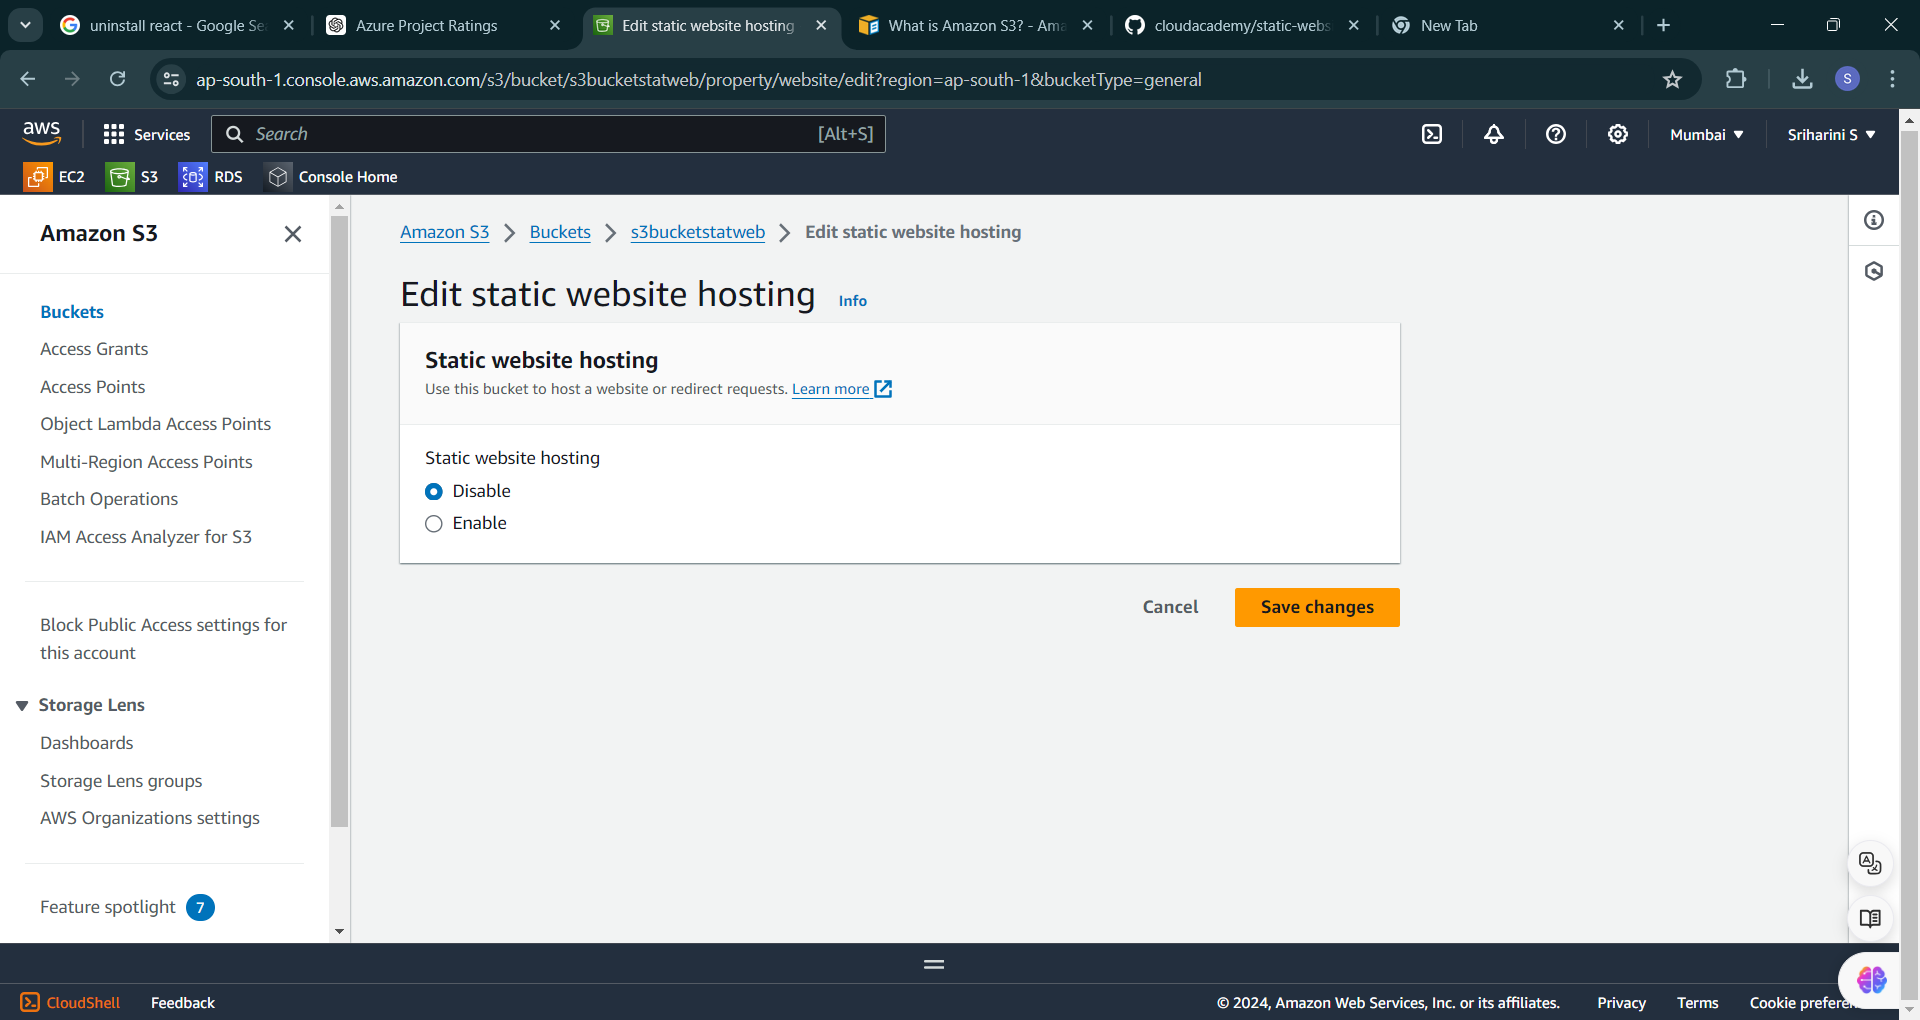 uninstall react - Google Se
Azure Project Ratings
Edit static website hosting
What is Amazon S3? - Ama
cloudacademy/static-webs
New Tab
ap-south-1.console.aws.amazon.com/s3/bucket/s3bucketstatweb/property/website/edit?region=ap-south-1&bucketType=general
S
aws
Services
Search
[Alt+S]
Mumbai
Sriharini S
EC2
S3
RDS
Console Home
Amazon S3
Buckets
Access Grants
Access Points
Object Lambda Access Points
Multi-Region Access Points
Batch Operations
IAM Access Analyzer for S3
Block Public Access settings for
this account
Storage Lens
Dashboards
Storage Lens groups
AWS Organizations settings
Feature spotlight 7
Amazon S3 > Buckets > s3bucketstatweb > Edit static website hosting
Edit static website hosting Info
Static website hosting
Use this bucket to host a website or redirect requests. Learn more
Static website hosting
Disable
Enable
Cancel
Save changes
CloudShell
Feedback
© 2024, Amazon Web Services, Inc. or its affiliates.
Privacy
Terms
Cookie prefere